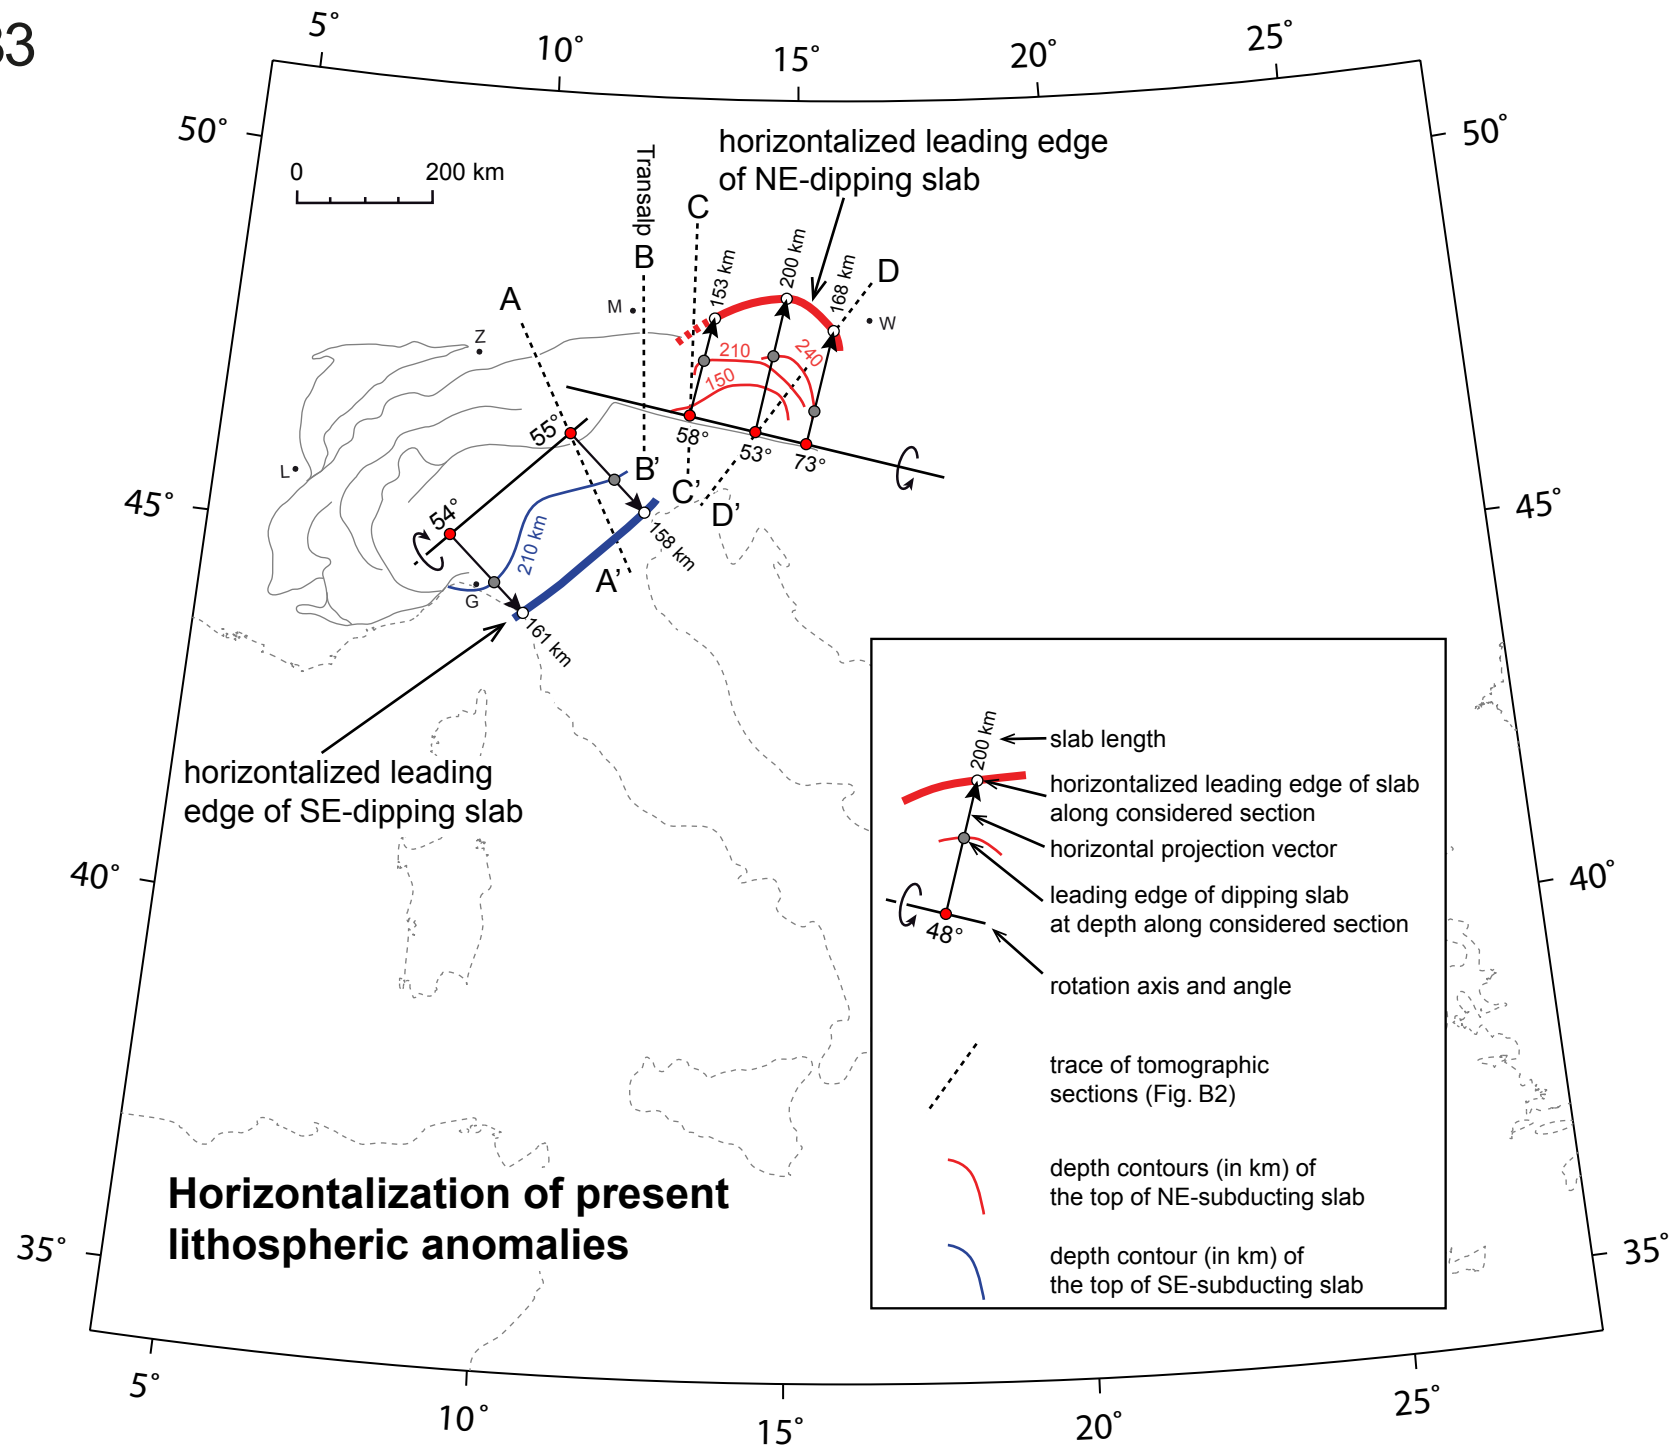 B3
5°
10°
15°
20°
25°
50°
50°
0
200 km
horizontalized leading edge
of NE-dipping slab
Transalp
B
C
153 km
200 km
168 km
D
A
M
W
Z
210
240
150
55°
58°
53°
73°
L
B'
C'
D'
45°
45°
54°
210 km
158 km
A'
G
161 km
horizontalized leading
edge of SE-dipping slab
200 km
slab length
horizontalized leading edge of slab
along considered section
horizontal projection vector
leading edge of dipping slab
at depth along considered section
48°
rotation axis and angle
40°
40°
trace of tomographic
sections (Fig. B2)
depth contours (in km) of
the top of NE-subducting slab
depth contour (in km) of
the top of SE-subducting slab
Horizontalization of present
lithospheric anomalies
35°
35°
5°
10°
15°
20°
25°